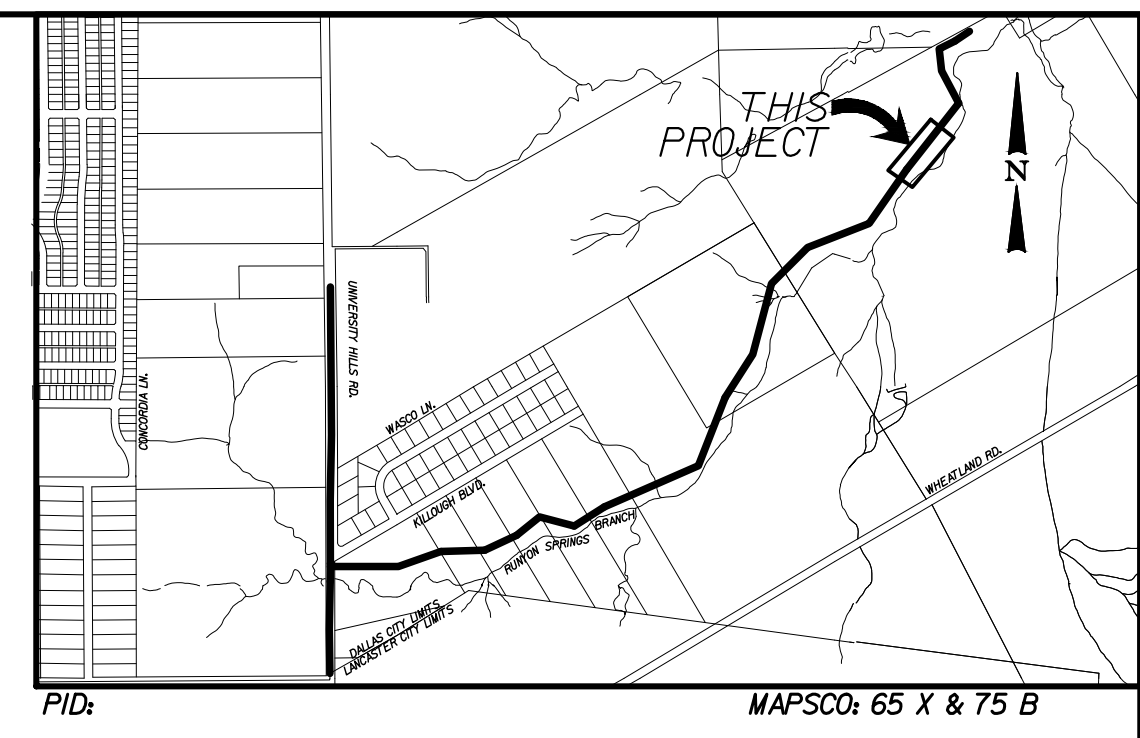 THIS
PROJECT
N
UNIVERSITY HILLS RD.
CONCORDIA LN.
WASCO LN.
KILLOUGH BLVD.
WHEATLAND RD.
RUNYON SPRINGS BRANCH
DALLAS CITY LIMITS
LANCASTER CITY LIMITS
PID:
MAPSCO: 65 X & 75 B